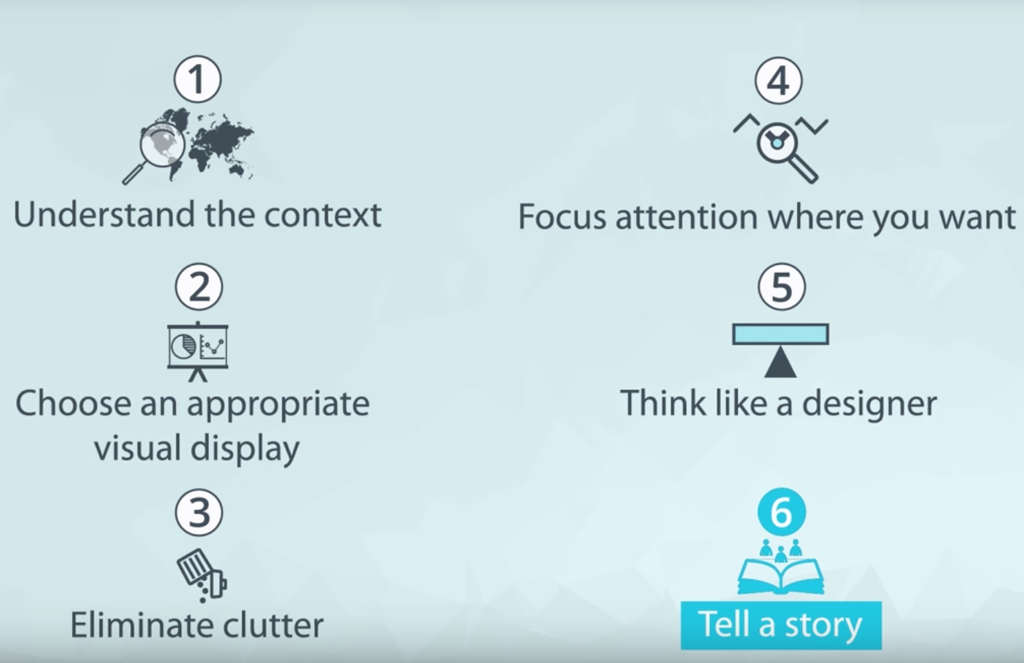 1
Understand the context
2
Choose an appropriate
visual display
3
Eliminate clutter
4
Focus attention where you want
5
Think like a designer
6
Tell a story